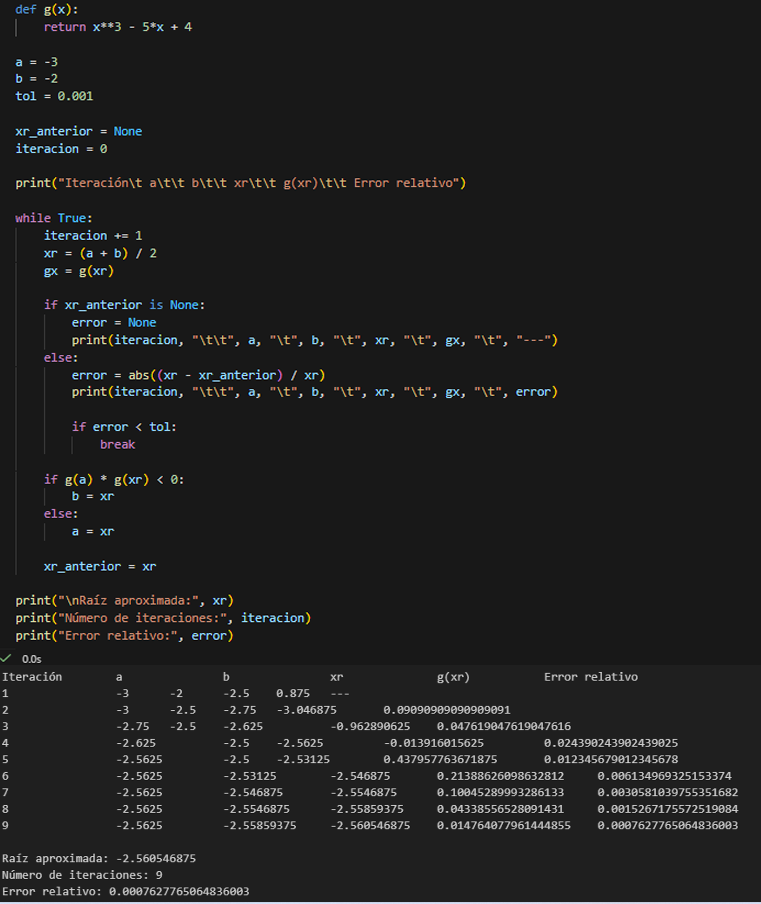 def g(x):
    return x**3 - 5*x + 4

a = -3
b = -2
tol = 0.001

xr_anterior = None
iteracion = 0

print("Iteración\t a\t\t b\t\t xr\t\t g(xr)\t\t Error relativo")

while True:
    iteracion += 1
    xr = (a + b) / 2
    gx = g(xr)

    if xr_anterior is None:
        error = None
        print(iteracion, "\t\t", a, "\t", b, "\t", xr, "\t", gx, "\t", "---")
    else:
        error = abs((xr - xr_anterior) / xr)
        print(iteracion, "\t\t", a, "\t", b, "\t", xr, "\t", gx, "\t", error)

        if error < tol:
            break

    if g(a) * g(xr) < 0:
        b = xr
    else:
        a = xr

    xr_anterior = xr

print("\nRaíz aproximada:", xr)
print("Número de iteraciones:", iteracion)
print("Error relativo:", error)
0.0s
Iteración a b xr g(xr) Error relativo
1 -3 -2 -2.5 0.875 ---
2 -3 -2.5 -2.75 -3.046875 0.09090909090909091
3 -2.75 -2.5 -2.625 -0.962890625 0.047619047619047616
4 -2.625 -2.5 -2.5625 -0.013916015625 0.024390243902439025
5 -2.5625 -2.5 -2.53125 0.437957763671875 0.012345679012345678
6 -2.5625 -2.53125 -2.546875 0.21388626098632812 0.006134969325153374
7 -2.5625 -2.546875 -2.5546875 0.10045289993286133 0.0030581039755351682
8 -2.5625 -2.5546875 -2.55859375 0.04338556528091431 0.0015267175572519084
9 -2.5625 -2.55859375 -2.560546875 0.014764077961444855 0.0007627765064836003

Raíz aproximada: -2.560546875
Número de iteraciones: 9
Error relativo: 0.0007627765064836003